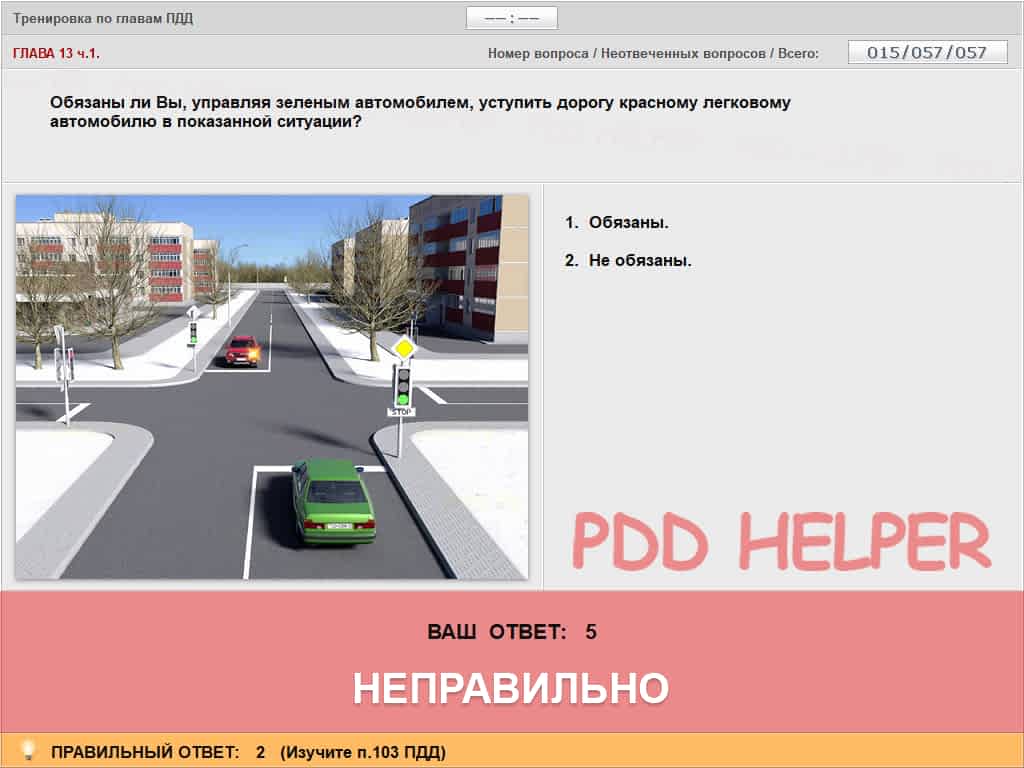 Тренировка по главам ПДД
—— : ——
ГЛАВА 13 ч.1.
Номер вопроса / Неотвеченных вопросов / Всего:
015/057/057
Обязаны ли Вы, управляя зеленым автомобилем, уступить дорогу красному легковому
автомобилю в показанной ситуации?
1. Обязаны.
2. Не обязаны.
STOP
PDD HELPER
ВАШ ОТВЕТ: 5
НЕПРАВИЛЬНО
ПРАВИЛЬНЫЙ ОТВЕТ: 2 (Изучите п.103 ПДД)